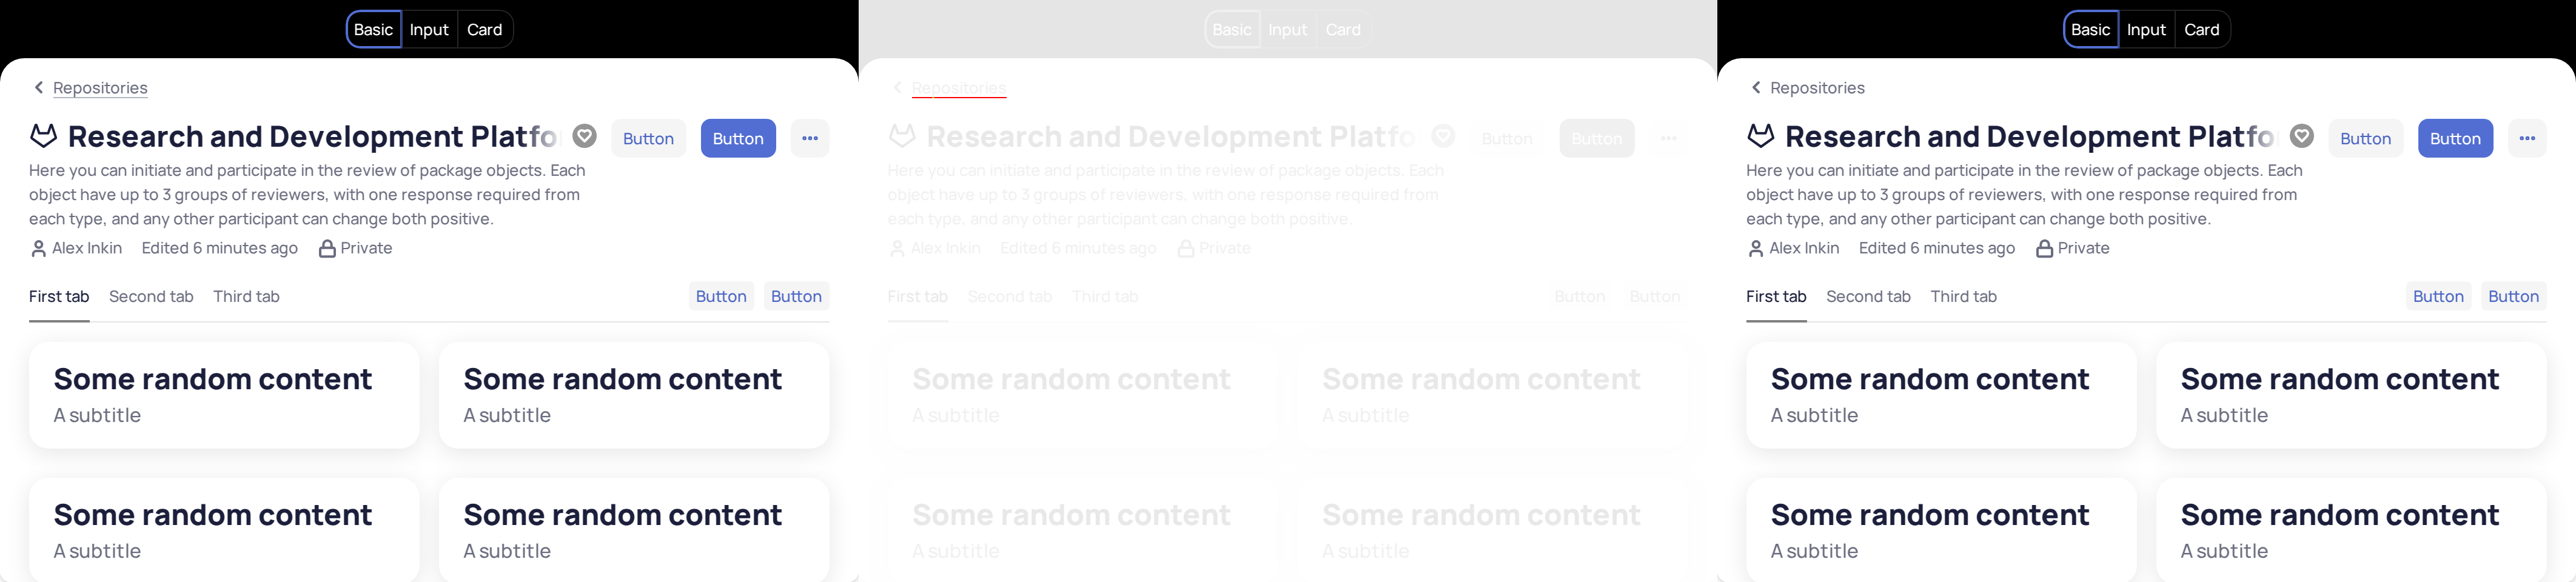 Basic Input Card
Repositories
Research and Development Platfo
Button Button
Here you can initiate and participate in the review of package objects. Each
object have up to 3 groups of reviewers, with one response required from
each type, and any other participant can change both positive.
Alex Inkin Edited 6 minutes ago Private
First tab Second tab Third tab Button Button
Some random content Some random content
A subtitle A subtitle
Some random content Some random content
A subtitle A subtitle
Basic Input Card
Repositories
Research and Development Platfo
Button Button
Here you can initiate and participate in the review of package objects. Each
object have up to 3 groups of reviewers, with one response required from
each type, and any other participant can change both positive.
Alex Inkin Edited 6 minutes ago Private
First tab Second tab Third tab Button Button
Some random content Some random content
A subtitle A subtitle
Some random content Some random content
A subtitle A subtitle
Basic Input Card
Repositories
Research and Development Platfo
Button Button
Here you can initiate and participate in the review of package objects. Each
object have up to 3 groups of reviewers, with one response required from
each type, and any other participant can change both positive.
Alex Inkin Edited 6 minutes ago Private
First tab Second tab Third tab Button Button
Some random content Some random content
A subtitle A subtitle
Some random content Some random content
A subtitle A subtitle